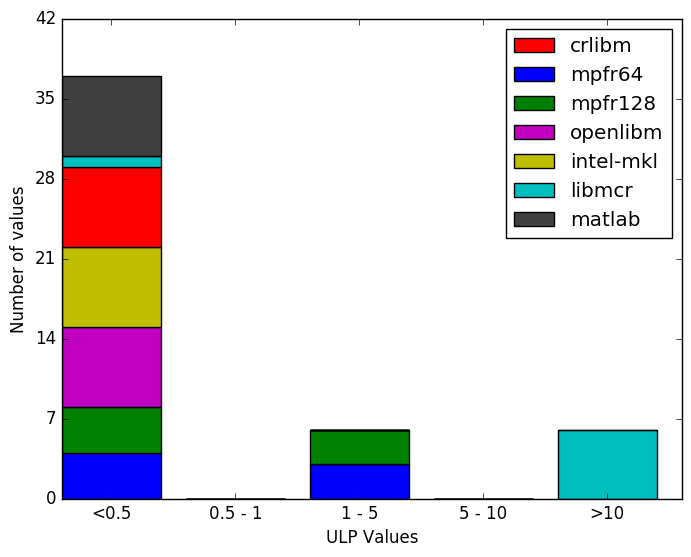 42
35
28
21
14
7
0
Number of values
crlibm
mpfr64
mpfr128
openlibm
intel-mkl
libmcr
matlab
<0.5
0.5 - 1
1 - 5
5 - 10
>10
ULP Values